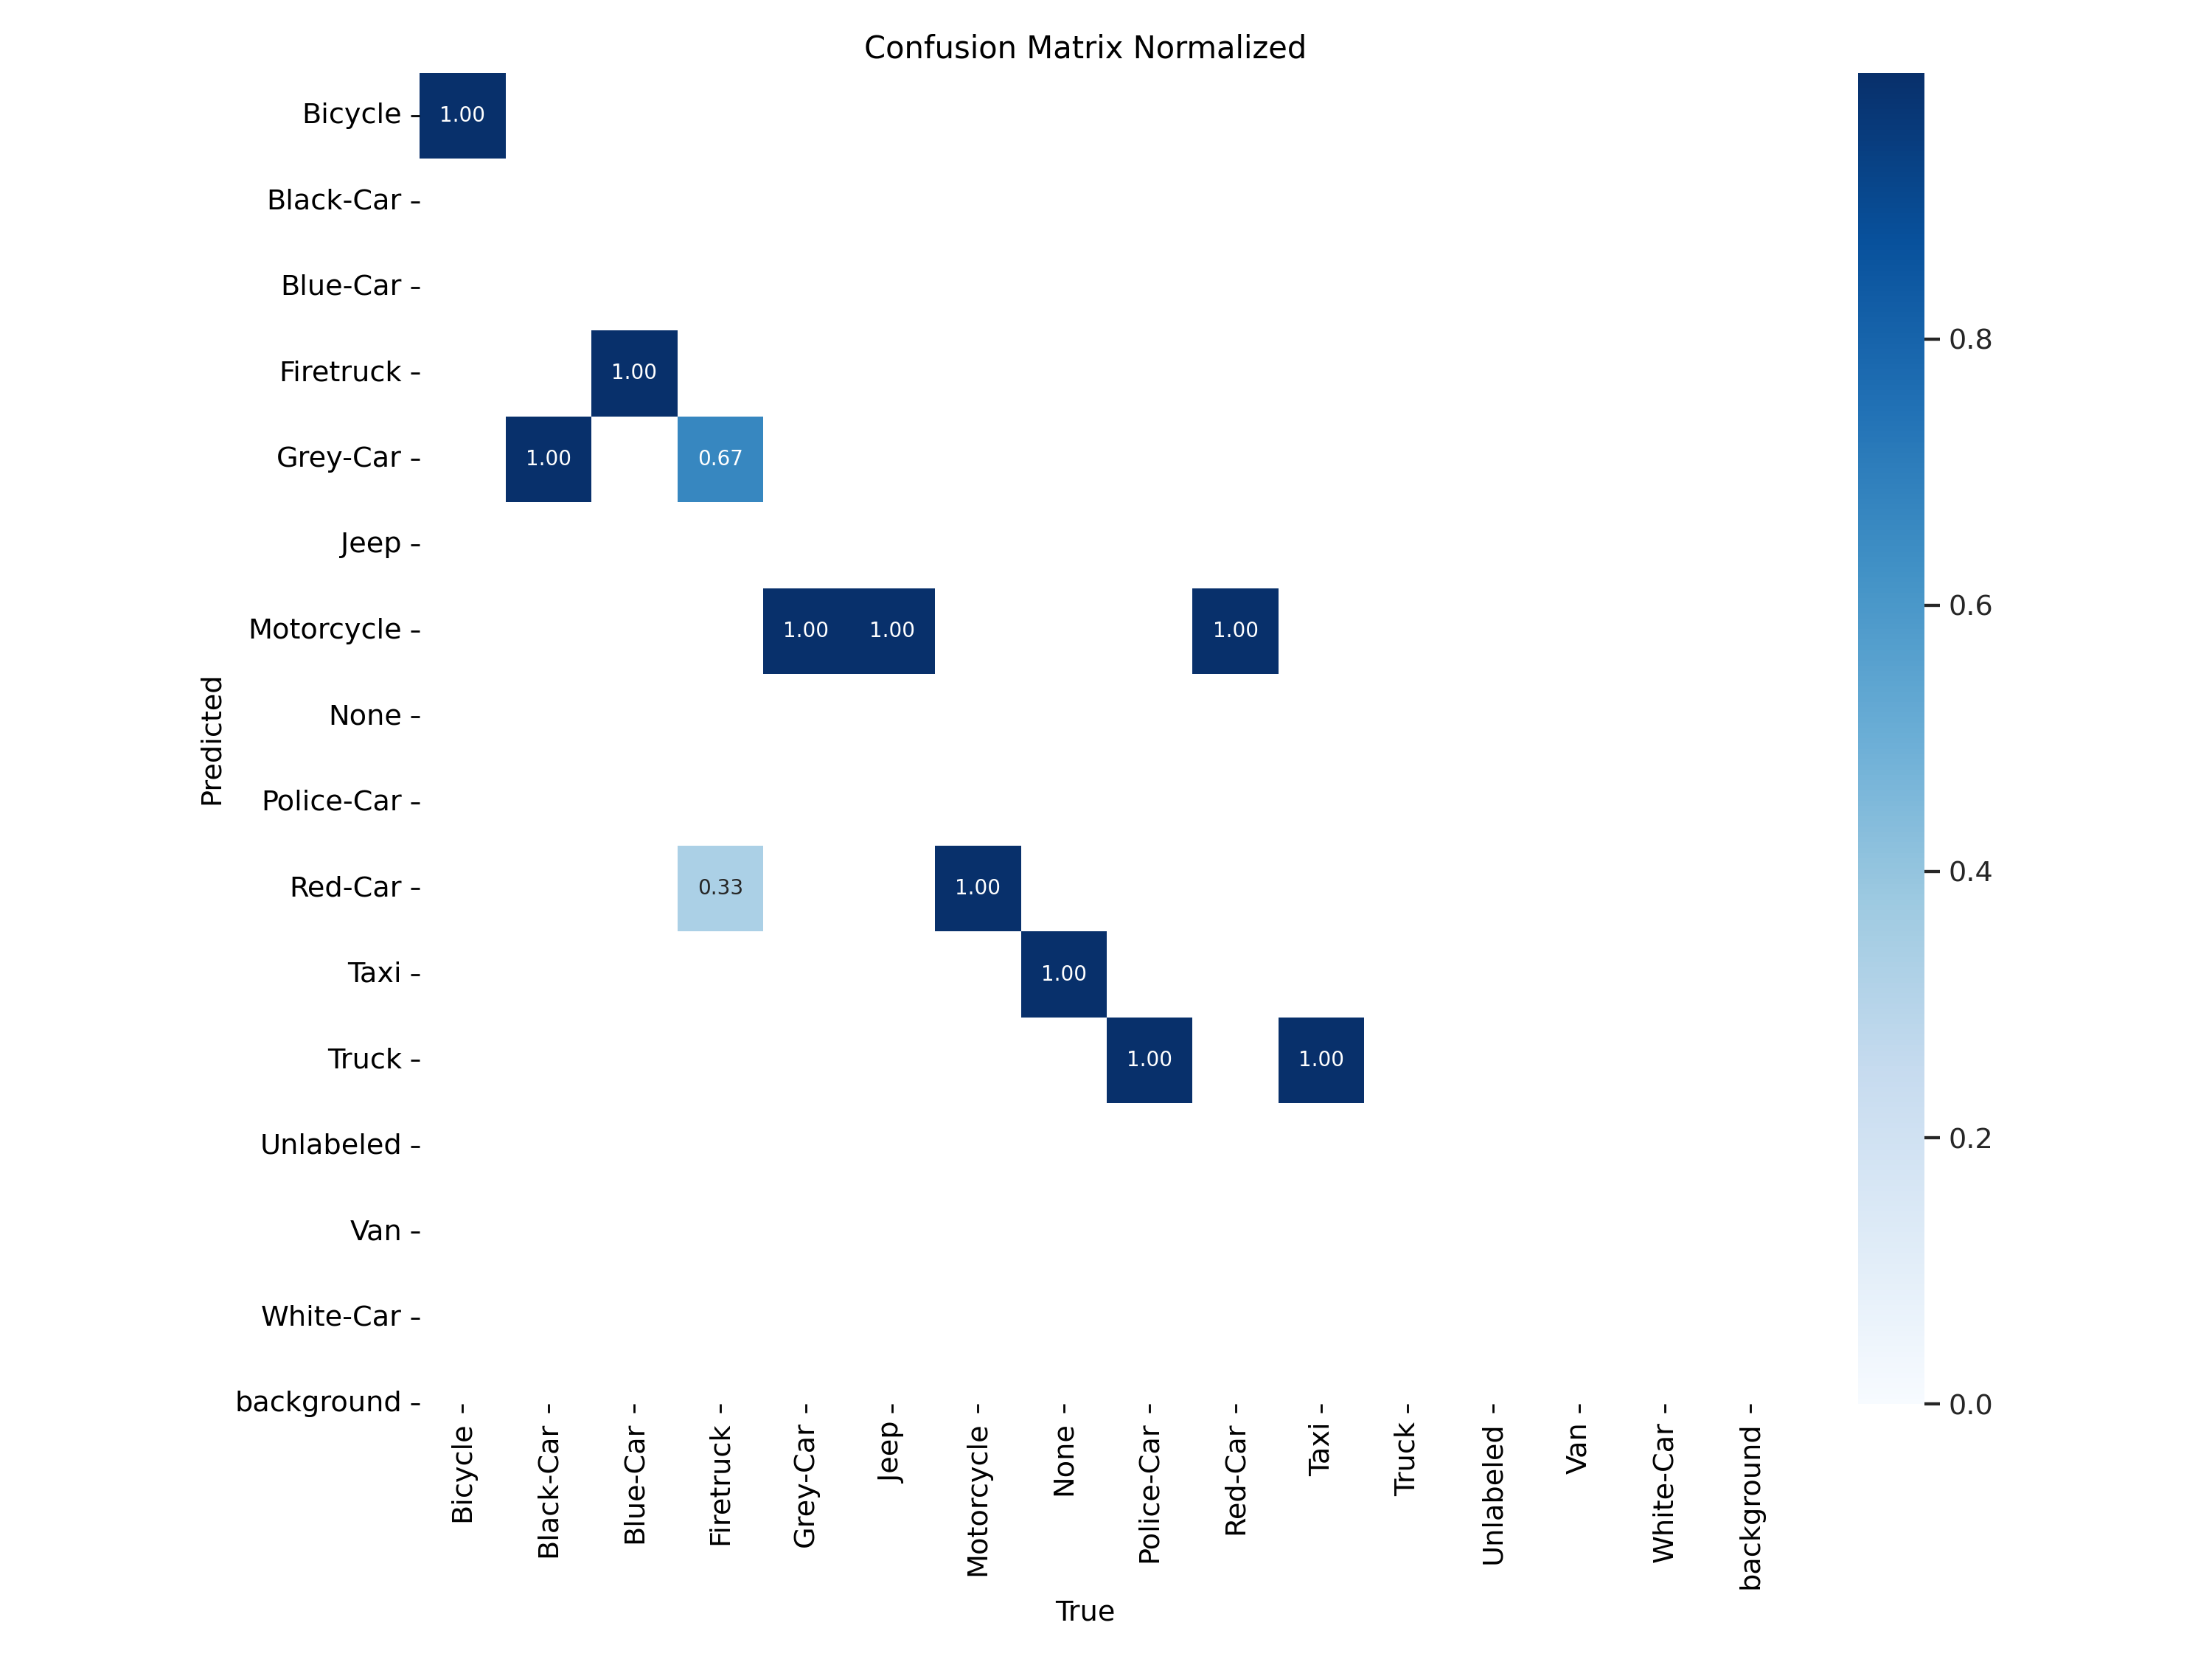 Confusion Matrix Normalized
Bicycle
1.00
Black-Car
Blue-Car
Firetruck
1.00
0.8
Grey-Car
1.00 0.67
Jeep
0.6
Motorcycle
1.00 1.00 1.00
Predicted
None
Police-Car
0.4
Red-Car
0.33 1.00
Taxi
1.00
Truck
1.00 1.00
Unlabeled
0.2
Van
White-Car
background
0.0
Bicycle
Black-Car
Blue-Car
Firetruck
Grey-Car
Jeep
Motorcycle
None
Police-Car
Red-Car
Taxi
Truck
Unlabeled
Van
White-Car
background
True